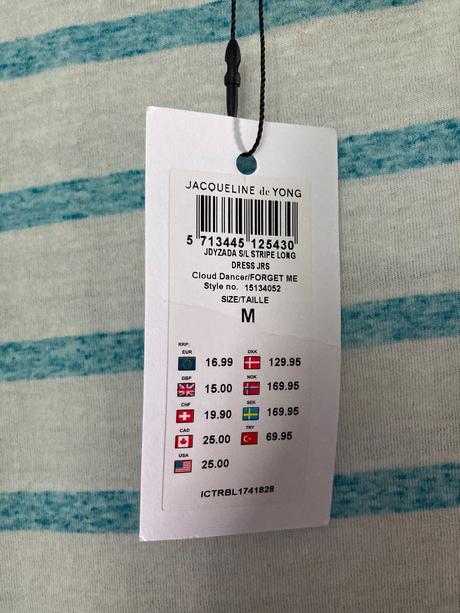 JACQUELINE de YONG
5 713445 125430
JDYZADA S/L STRIPE LONG
DRESS JRS
Cloud Dancer/FORGET ME
Style no. 15134052
SIZE/TAILLE
M
RRP:
EUR 16.99 DKK 129.95
GBP 15.00 NOK 169.95
CHF 19.90 SEK 169.95
CAD 25.00 TRY 69.95
USA 25.00
ICTRBL1741828